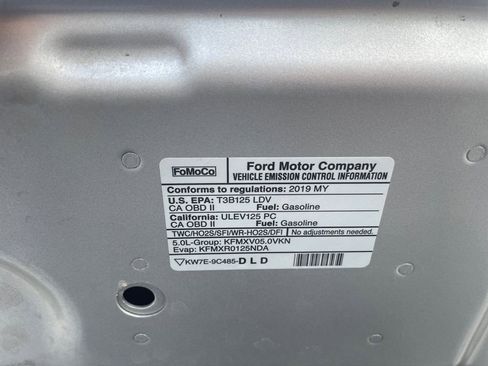 FoMoCo
Ford Motor Company
VEHICLE EMISSION CONTROL INFORMATION
Conforms to regulations: 2019 MY
U.S. EPA: T3B125 LDV
CA OBD II Fuel: Gasoline
California: ULEV125 PC
CA OBD II Fuel: Gasoline
TWC/HO2S/SFI/WR-HO2S/DFI No adjustments needed.
5.0L-Group: KFMXV05.0VKN
Evap: KFMXR0125NDA
KW7E-9C485-DLD